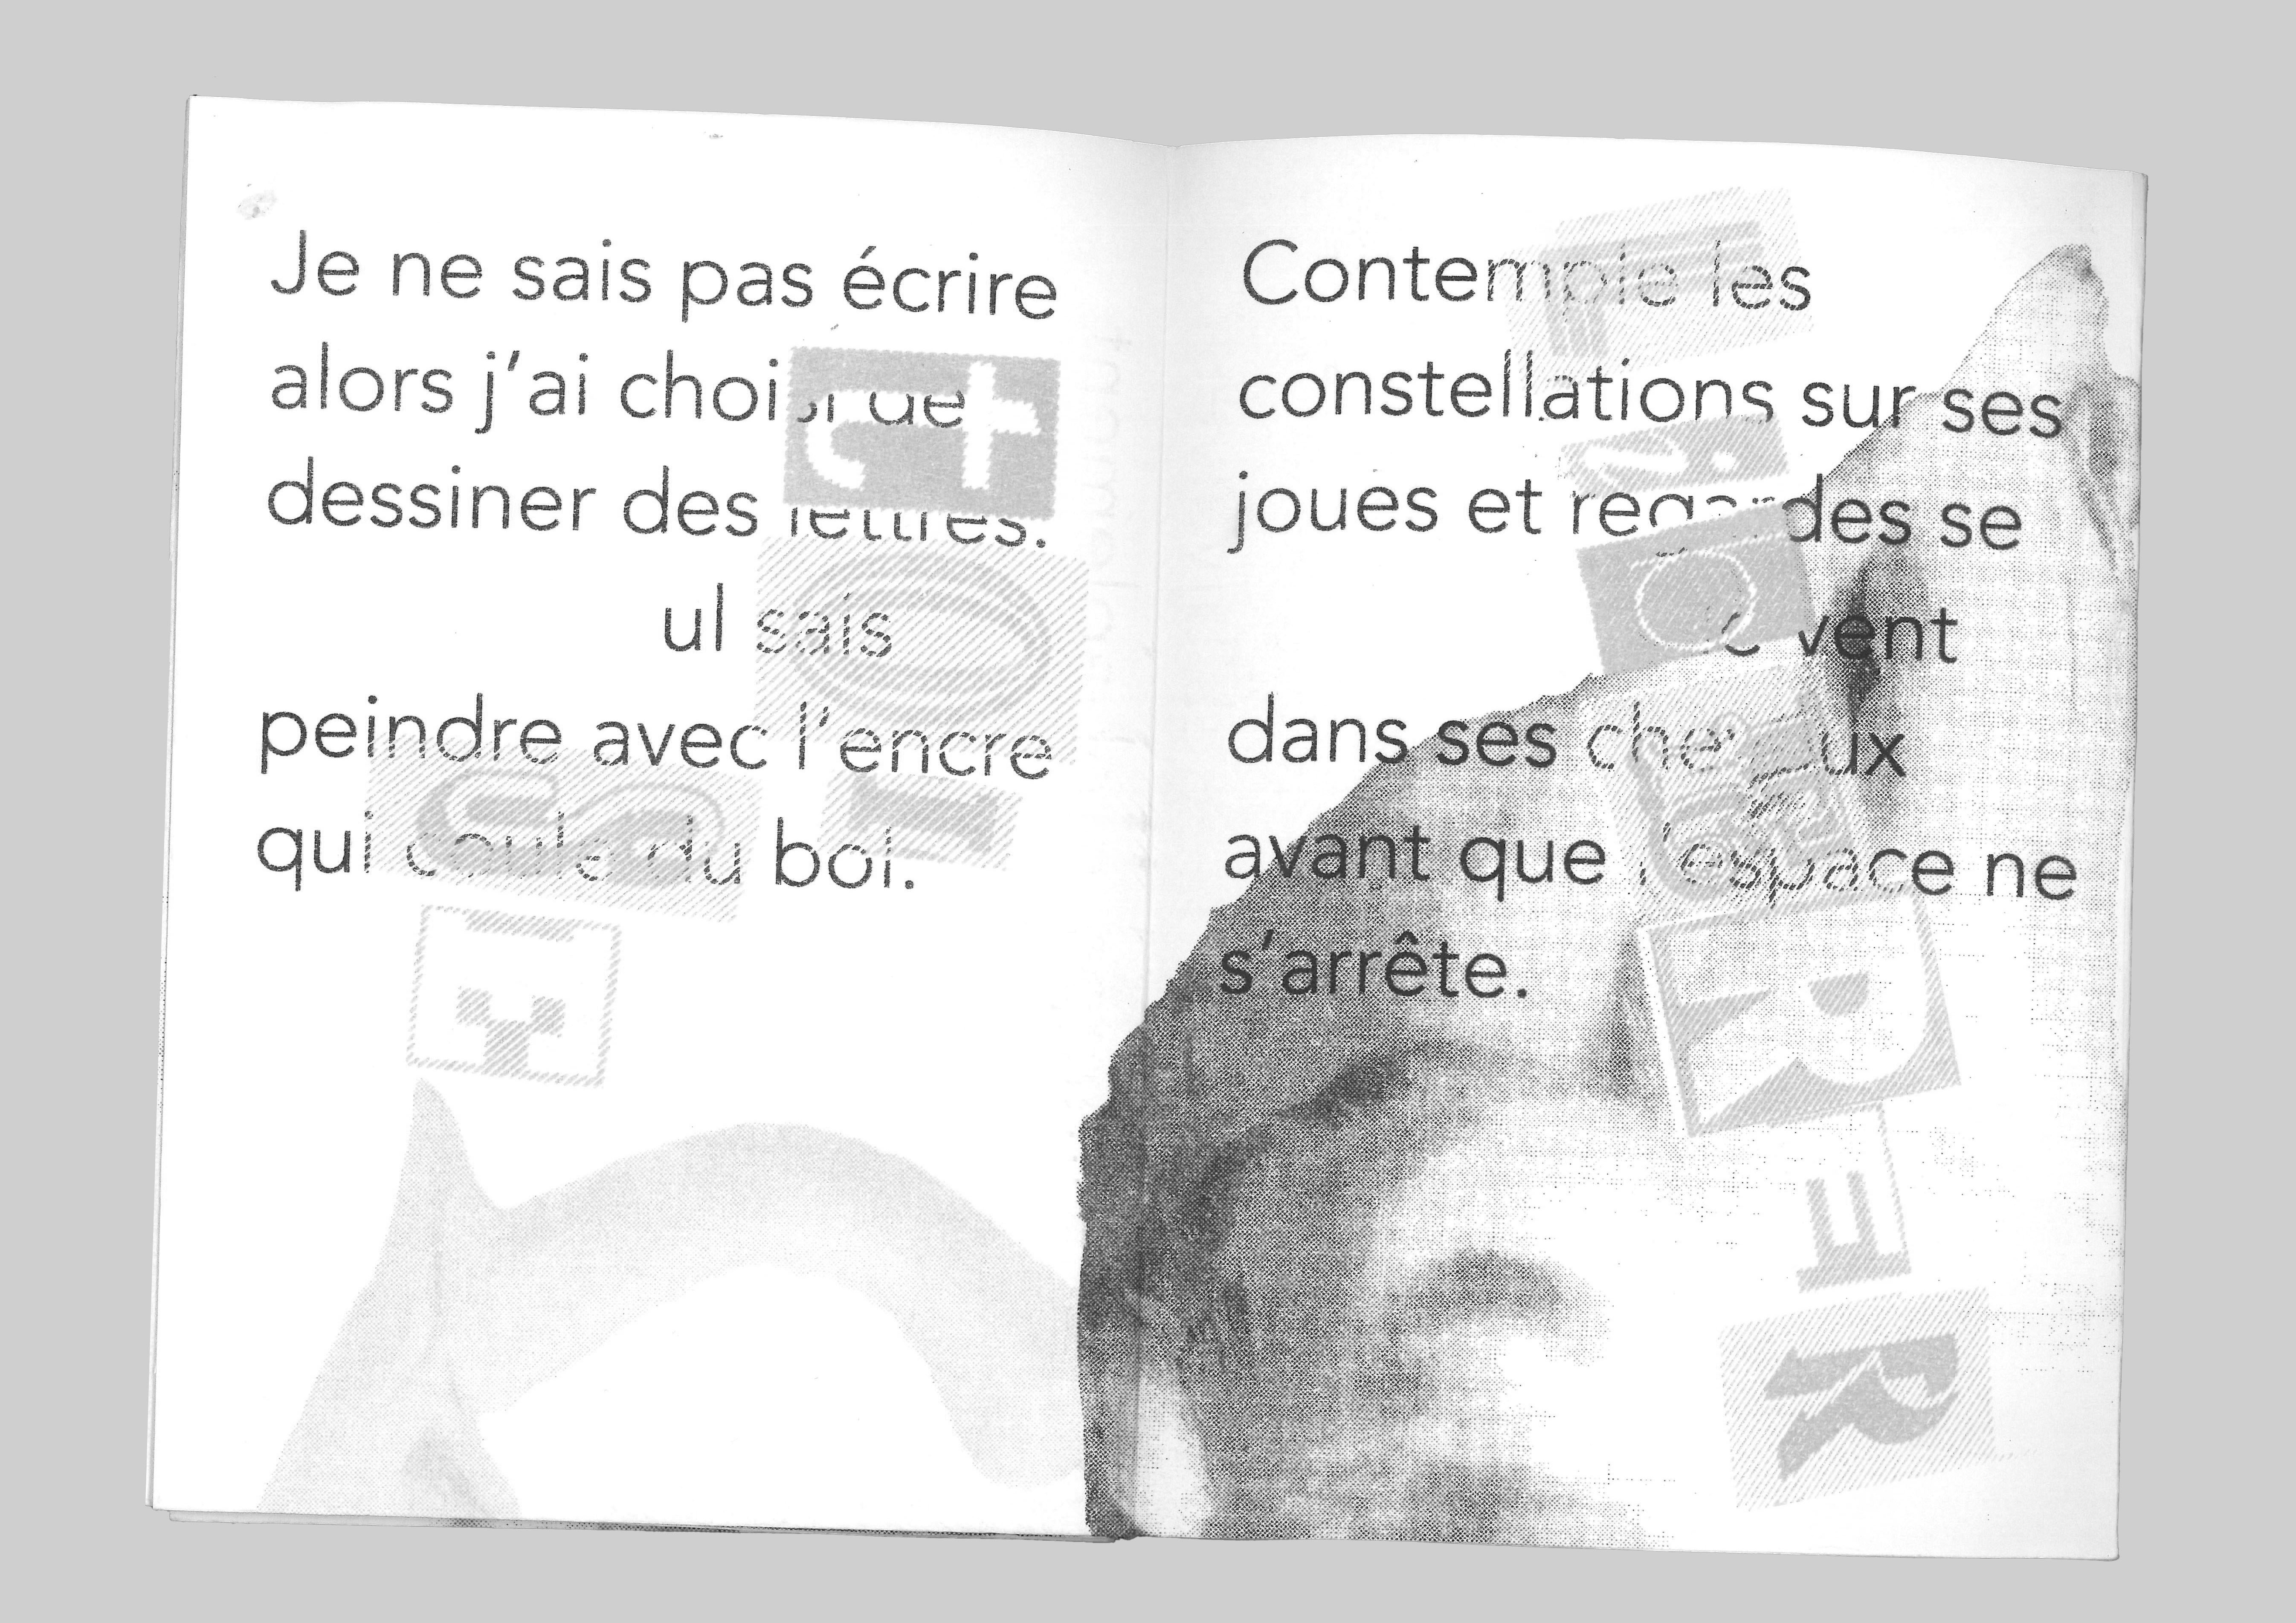 Je ne sais pas écrire
alors j'ai choisi de
dessiner des lettres.
ul sais
peindre avec l'encre
qui coule du bol.
Contemple les
constellations sur ses
joues et regardes se
vent
dans ses cheveux
avant que l'espace ne
s'arrête.